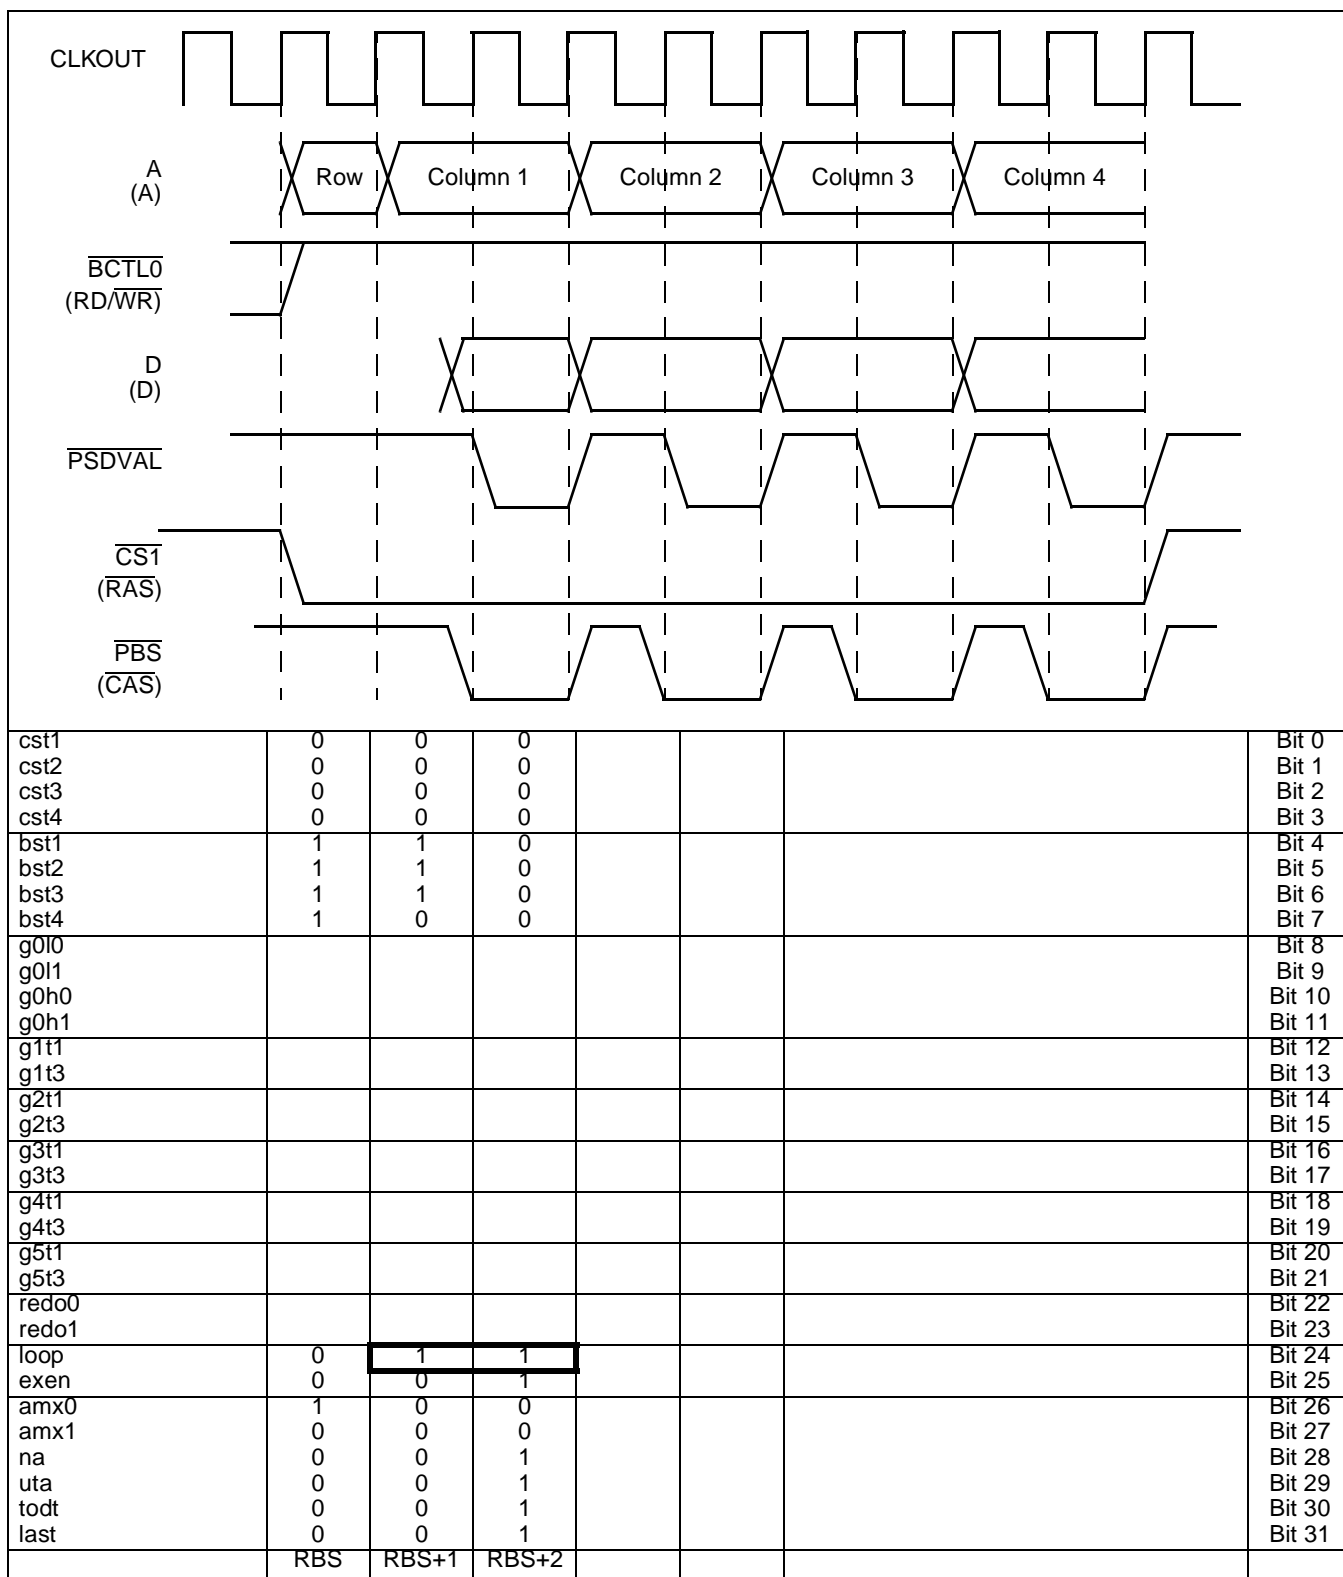 CLKOUT
A
(A)
Row Column 1 Column 2 Column 3 Column 4
BCTL0
(RD/WR)
D
(D)
PSDVAL
CS1
(RAS)
PBS
(CAS)
cst1 0 0 0 Bit 0
cst2 0 0 0 Bit 1
cst3 0 0 0 Bit 2
cst4 0 0 0 Bit 3
bst1 1 1 0 Bit 4
bst2 1 1 0 Bit 5
bst3 1 1 0 Bit 6
bst4 1 0 0 Bit 7
g0l0 Bit 8
g0l1 Bit 9
g0h0 Bit 10
g0h1 Bit 11
g1t1 Bit 12
g1t3 Bit 13
g2t1 Bit 14
g2t3 Bit 15
g3t1 Bit 16
g3t3 Bit 17
g4t1 Bit 18
g4t3 Bit 19
g5t1 Bit 20
g5t3 Bit 21
redo0 Bit 22
redo1 Bit 23
loop 0 1 1 Bit 24
exen 0 0 1 Bit 25
amx0 1 0 0 Bit 26
amx1 0 0 0 Bit 27
na 0 0 1 Bit 28
uta 0 0 1 Bit 29
todt 0 0 1 Bit 30
last 0 0 1 Bit 31
RBS RBS+1 RBS+2